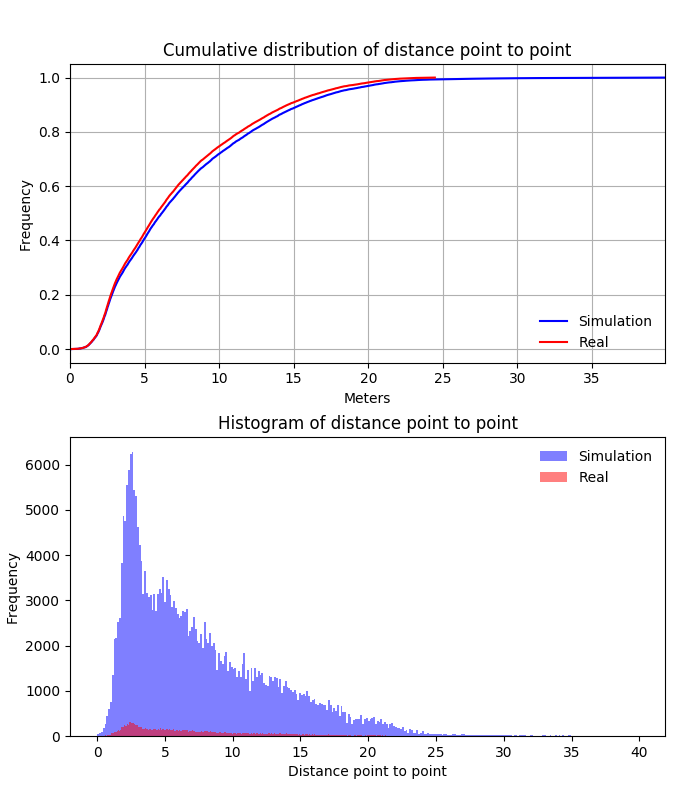 Cumulative distribution of distance point to point
1.0
0.8
0.6
0.4
0.2
0.0
Frequency
Simulation
Real
0 5 10 15 20 25 30 35
Meters
Histogram of distance point to point
6000
5000
4000
3000
2000
1000
0
Frequency
Simulation
Real
0 5 10 15 20 25 30 35 40
Distance point to point